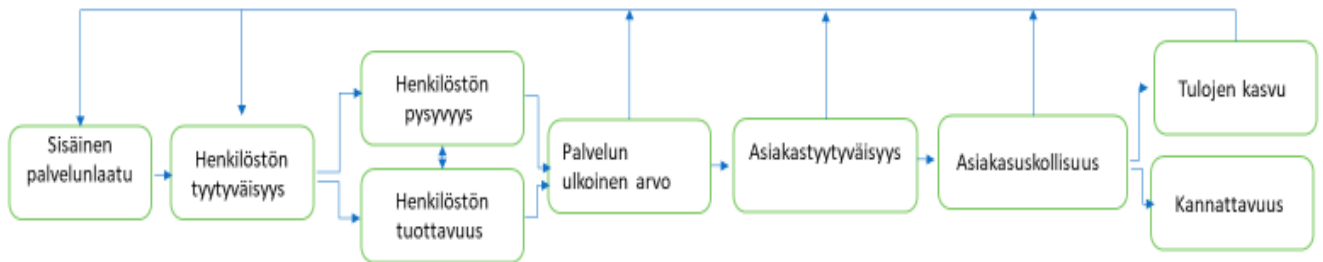 Sisäinen
palvelunlaatu
Henkilöstön
tyytyväisyys
Henkilöstön
pysyvyys
Henkilöstön
tuottavuus
Palvelun
ulkoinen arvo
Asiakastyytyväisyys
Asiakasuskollisuus
Tulojen kasvu
Kannattavuus